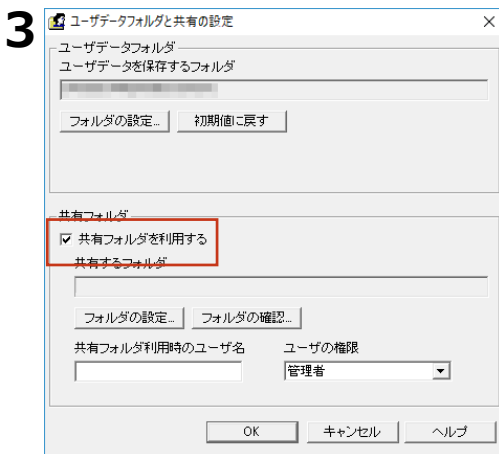 3
ユーザデータフォルダと共有の設定
ユーザデータフォルダ
ユーザデータを保存するフォルダ
フォルダの設定... 初期値に戻す
共有フォルダ
共有フォルダを利用する
共有するフォルダ
フォルダの設定... フォルダの確認...
共有フォルダ利用時のユーザ名 ユーザの権限
管理者
OK キャンセル ヘルプ